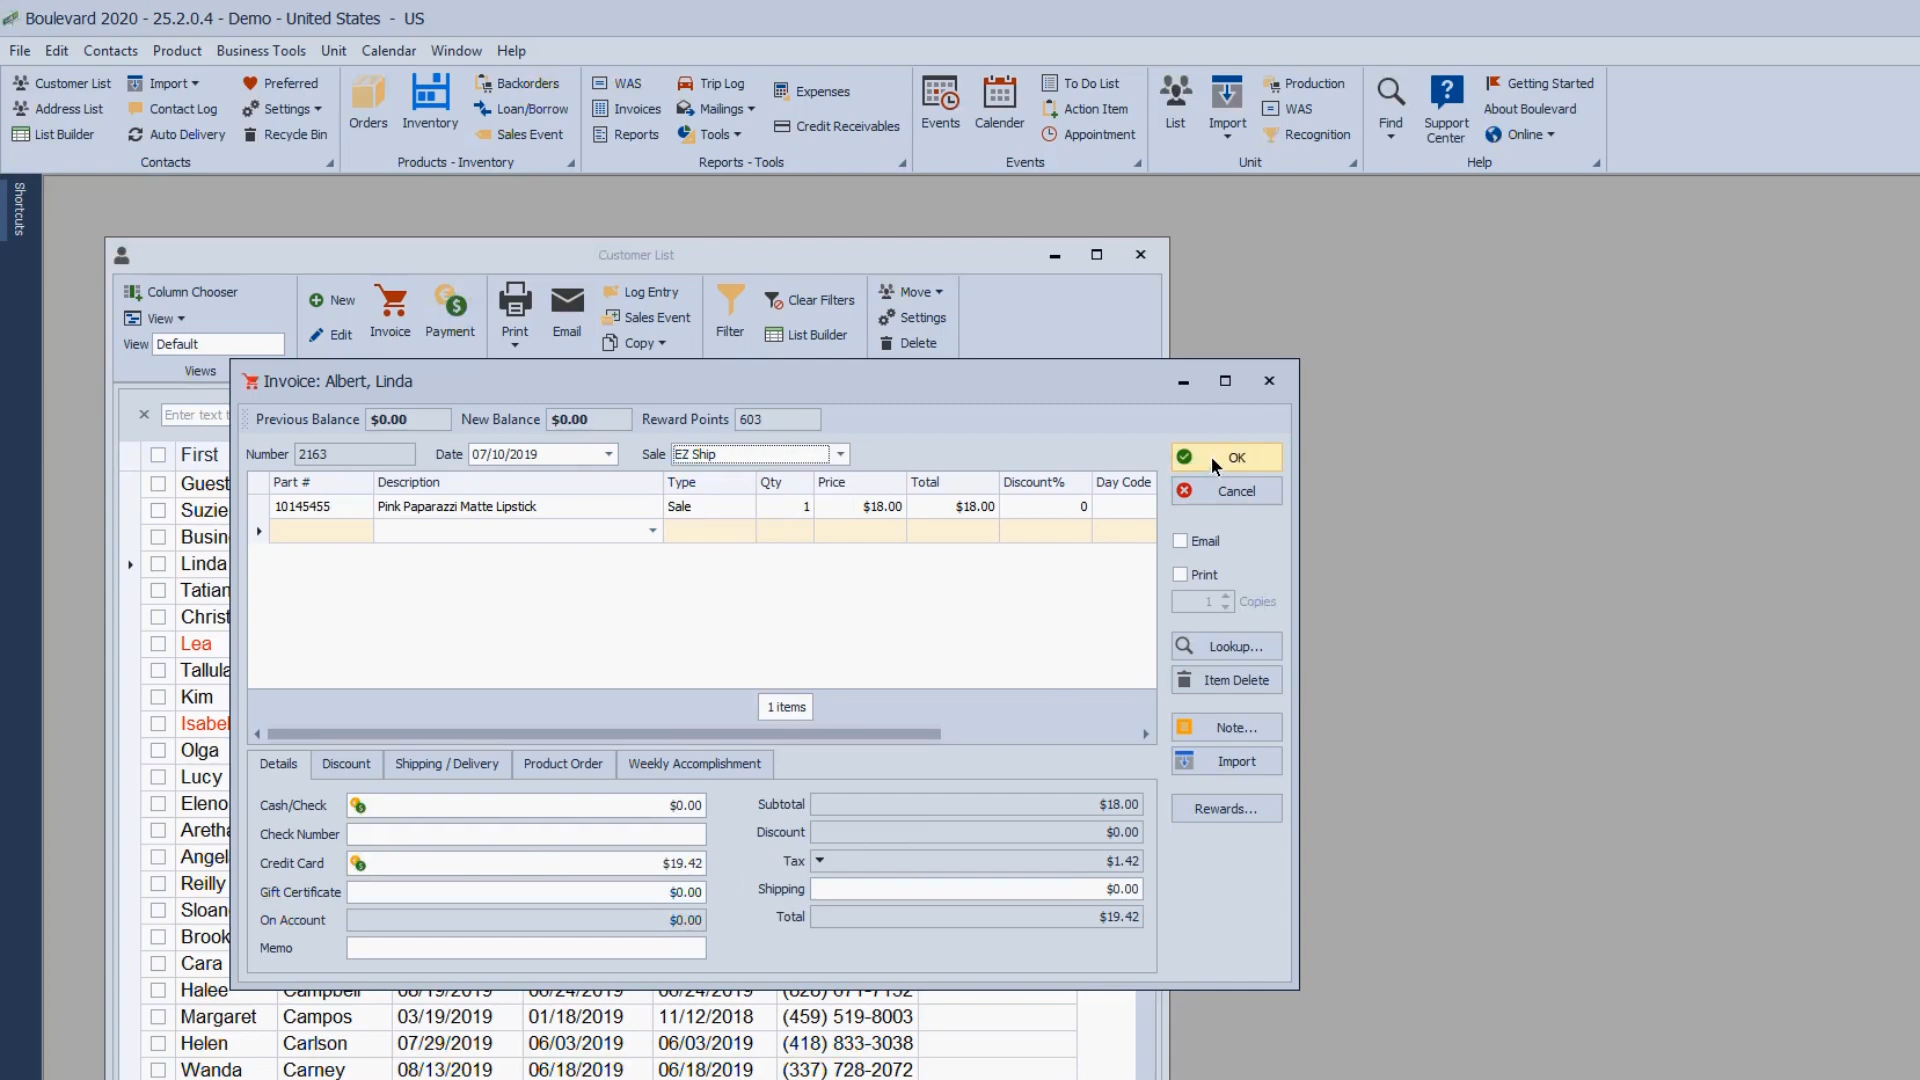 Boulevard 2020 - 25.2.0.4 - Demo - United States - US
File Edit Contacts Product Business Tools Unit Calendar Window Help
Customer List Import Preferred Backorders WAS Trip Log Expenses To Do List Production Getting Started
Address List Contact Log Settings Orders Inventory Loan/Borrow Invoices Mailings Credit Receivables Events Calender Action Item List Import WAS Find Support Center About Boulevard
List Builder Auto Delivery Recycle Bin Sales Event Reports Tools Appointment Recognition Online
Contacts Products - Inventory Reports - Tools Events Unit Help
Shortcuts
Customer List
Column Chooser New Log Entry Clear Filters Move
View Invoice Payment Print Email Sales Event Filter Settings
View Default Edit Copy List Builder Delete
Views
Invoice: Albert, Linda
Enter text
Previous Balance $0.00 New Balance $0.00 Reward Points 603
Number 2163 Date 07/10/2019 Sale EZ Ship OK
First
Part # Description Type Qty Price Total Discount% Day Code Cancel
10145455 Pink Paparazzi Matte Lipstick Sale 1 $18.00 $18.00 0
Email
Print
1 Copies
Lookup...
Item Delete
1 items
Note...
Import
Rewards...
Details Discount Shipping / Delivery Product Order Weekly Accomplishment
Cash/Check $0.00 Subtotal $18.00
Check Number Discount $0.00
Credit Card $19.42 Tax $1.42
Gift Certificate $0.00 Shipping $0.00
On Account $0.00 Total $19.42
Memo
Guest
Suzie
Busin
Linda
Tatian
Christ
Lea
Tallula
Kim
Isabel
Olga
Lucy
Eleno
Aretha
Angel
Reilly
Sloan
Brook
Cara
Halee Campbell 08/19/2019 06/24/2019 06/24/2019 (828) 671-7152
Margaret Campos 03/19/2019 01/18/2019 11/12/2018 (459) 519-8003
Helen Carlson 07/29/2019 06/03/2019 06/03/2019 (418) 833-3038
Wanda Carney 08/13/2019 06/18/2019 06/18/2019 (337) 728-2072